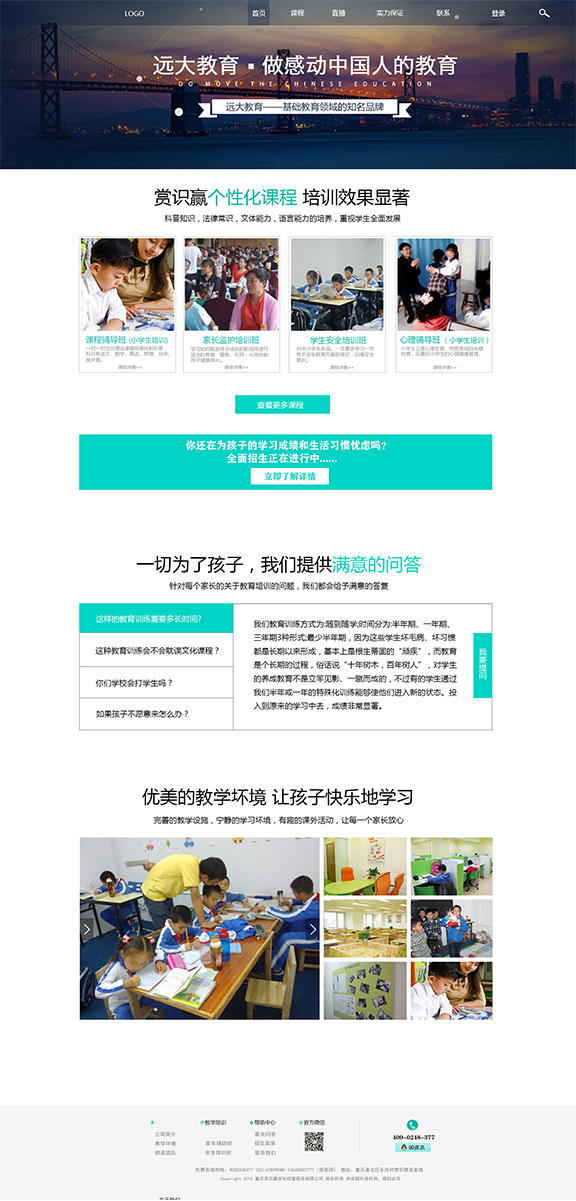 LOGO
首页 课程 直播 实力保证 联系 登录
远大教育 · 做感动中国人的教育
DO MOVE THE CHINESE EDUCATION
远大教育——基础教育领域的知名品牌
赏识赢个性化课程 培训效果显著
科普知识，法律常识，文体能力，语言能力的培养，重视学生全面发展
课程辅导班 (小学生培训)
课程详情>>
家长监护培训班
课程详情>>
学生安全培训班
课程详情>>
心理辅导班（小学生培训）
课程详情>>
查看更多课程
你还在为孩子的学习成绩和生活习惯忧虑吗?
全面招生正在进行中......
立即了解详情
一切为了孩子，我们提供满意的问答
针对每个家长的关于教育培训的问题，我们都会给予满意的答复
这样的教育训练需要多长时间?
这种教育训练会不会耽误文化课程？
你们学校会打学生吗？
如果孩子不愿意来怎么办？
我们教育训练方式为:随到随学;时间分为:半年期、一年期、
三年期3种形式;最少半年期，因为这些学生坏毛病、坏习惯
都是长期以来形成，基本上是根生蒂固的“顽疾”，而教育
是个长期的过程，俗话说“十年树木，百年树人”，对学生
的养成教育不是立竿见影、一蹴而成的，不过有的学生通过
我们半年或一年的特殊化训练能够使他们进入新的状态。投
入到原来的学习中去，成绩非常显著。
我要提问
优美的教学环境 让孩子快乐地学习
完善的教学设施，宁静的学习环境，有趣的课外活动，让每一个家长放心
教学培训 帮助中心 官方微信
公司简介
教学环境
师资团队
家长辅助班
安全培训班
家长问答
招生政策
联系我们
400-0248-377
QQ资讯